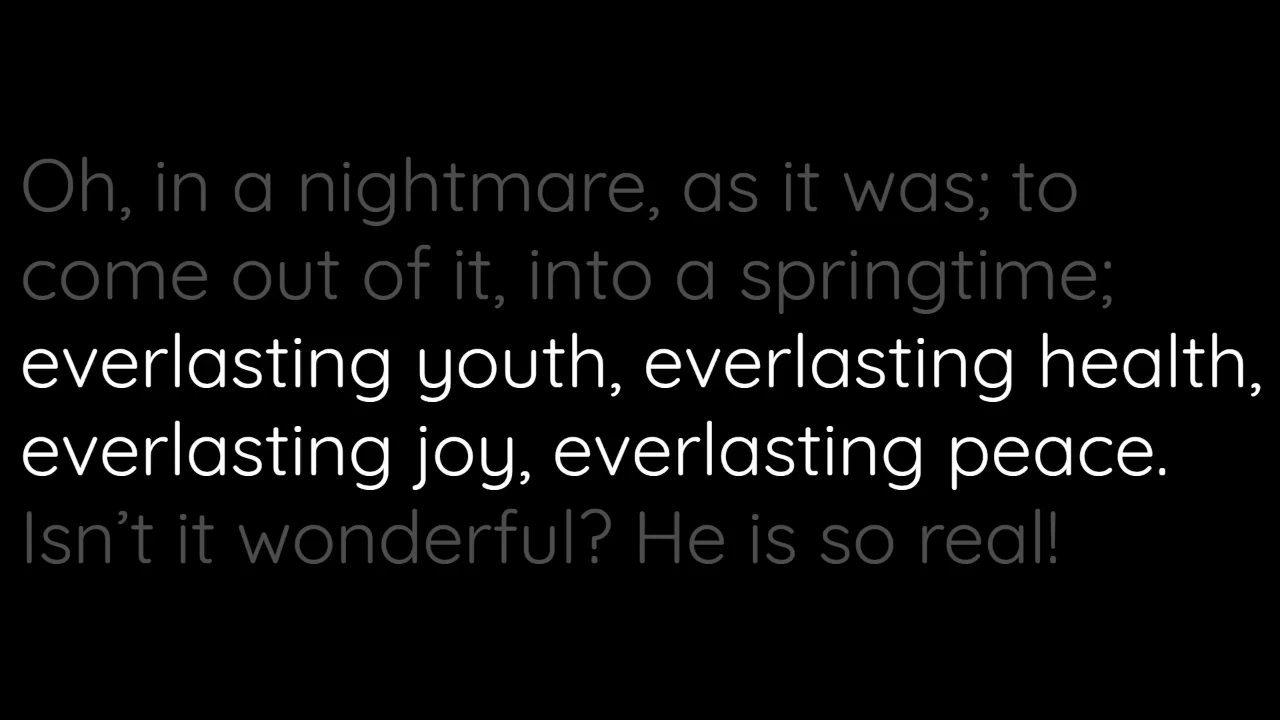 Oh, in a nightmare, as it was; to
come out of it, into a springtime;
everlasting youth, everlasting health,
everlasting joy, everlasting peace.
Isn’t it wonderful? He is so real!